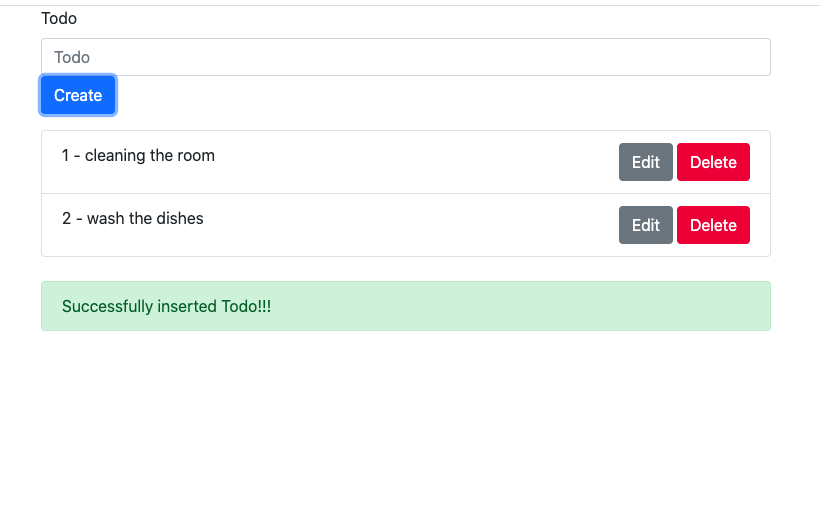 Todo
Todo
Create
1 - cleaning the room Edit Delete
2 - wash the dishes Edit Delete
Successfully inserted Todo!!!